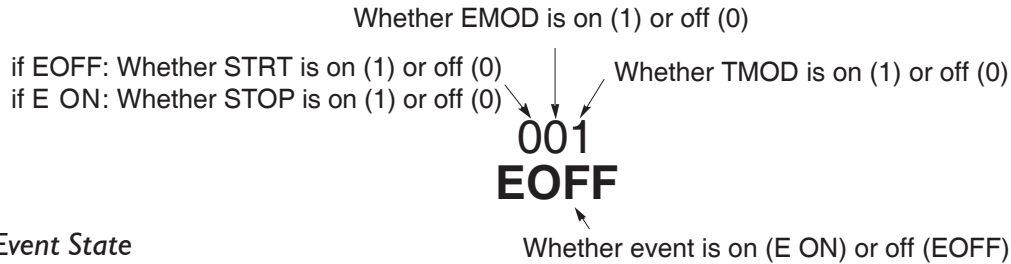 Whether EMOD is on (1) or off (0)
if EOFF: Whether STRT is on (1) or off (0)
if E ON: Whether STOP is on (1) or off (0)
Whether TMOD is on (1) or off (0)
001
EOFF
Event State
Whether event is on (E ON) or off (EOFF)